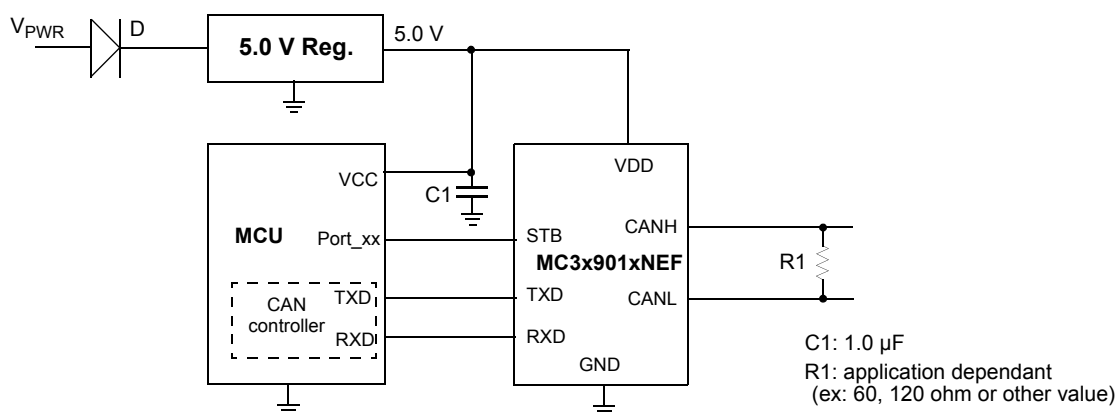 VPWR
D
5.0 V Reg.
5.0 V
VCC
C1
VDD
MCU
Port_xx
STB
CANH
MC3x901xNEF
R1
CAN
controller
TXD
TXD
CANL
RXD
RXD
GND
C1: 1.0 µF
R1: application dependant
(ex: 60, 120 ohm or other value)